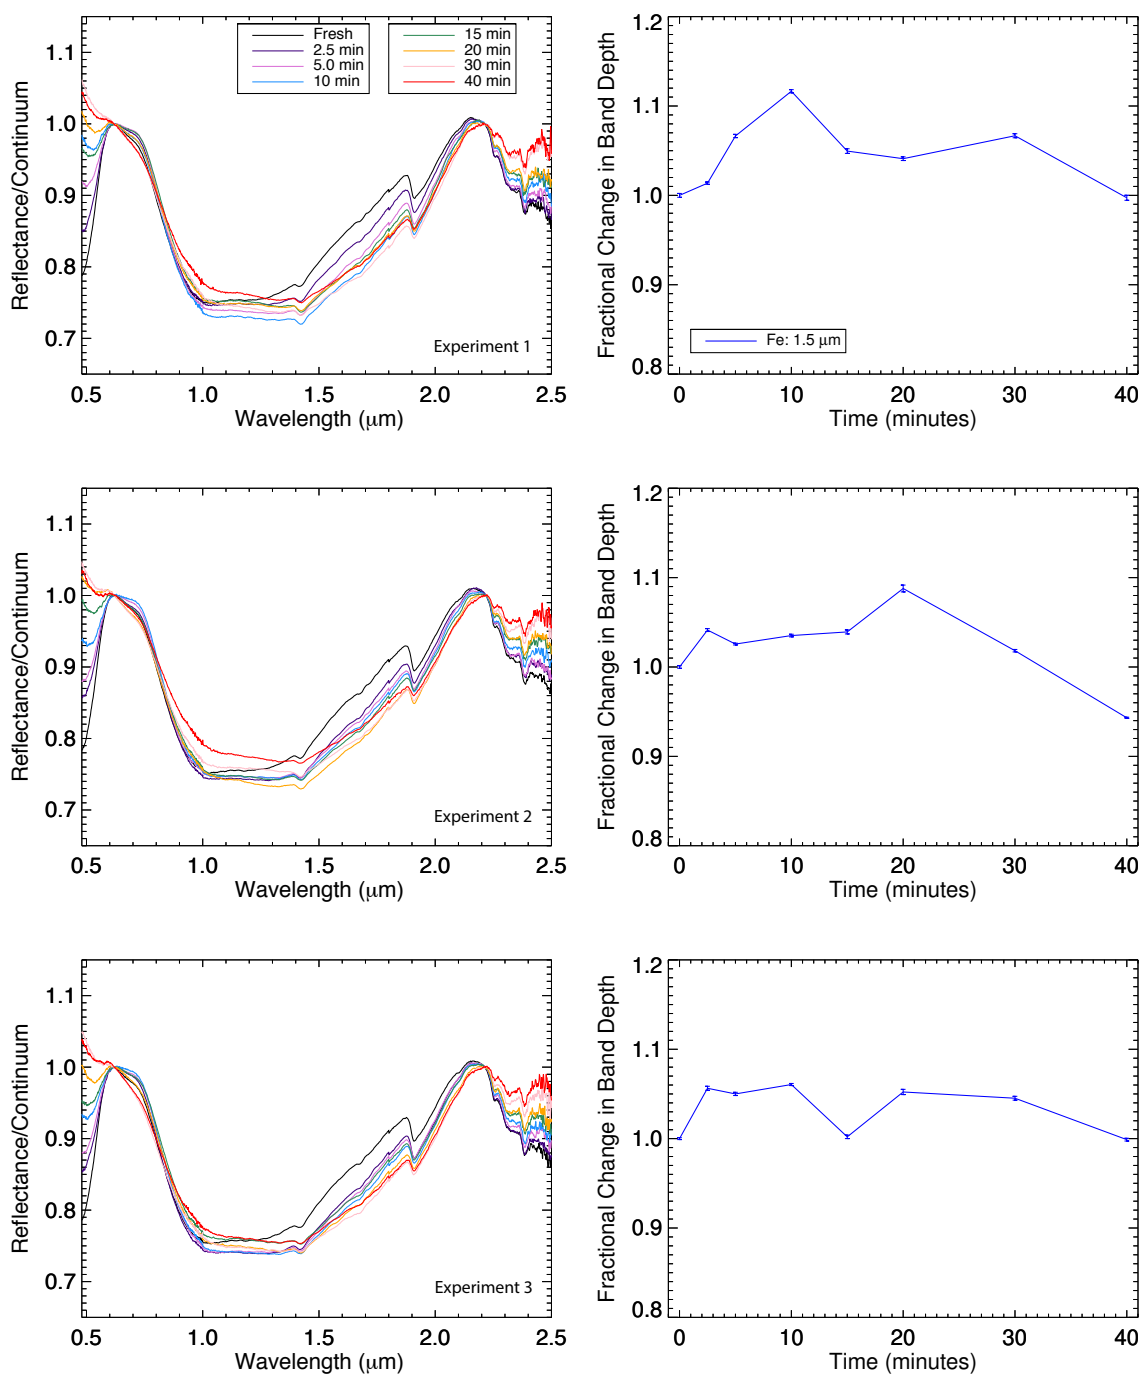 Reflectance/Continuum
1.1
1.0
0.9
0.8
0.7
Fresh
2.5 min
5.0 min
10 min
15 min
20 min
30 min
40 min
Experiment 1
0.5 1.0 1.5 2.0 2.5
Wavelength (μm)
Fractional Change in Band Depth
1.2
1.1
1.0
0.9
0.8
Fe: 1.5 μm
0 10 20 30 40
Time (minutes)
Reflectance/Continuum
1.1
1.0
0.9
0.8
0.7
Experiment 2
0.5 1.0 1.5 2.0 2.5
Wavelength (μm)
Fractional Change in Band Depth
1.2
1.1
1.0
0.9
0.8
0 10 20 30 40
Time (minutes)
Reflectance/Continuum
1.1
1.0
0.9
0.8
0.7
Experiment 3
0.5 1.0 1.5 2.0 2.5
Wavelength (μm)
Fractional Change in Band Depth
1.2
1.1
1.0
0.9
0.8
0 10 20 30 40
Time (minutes)